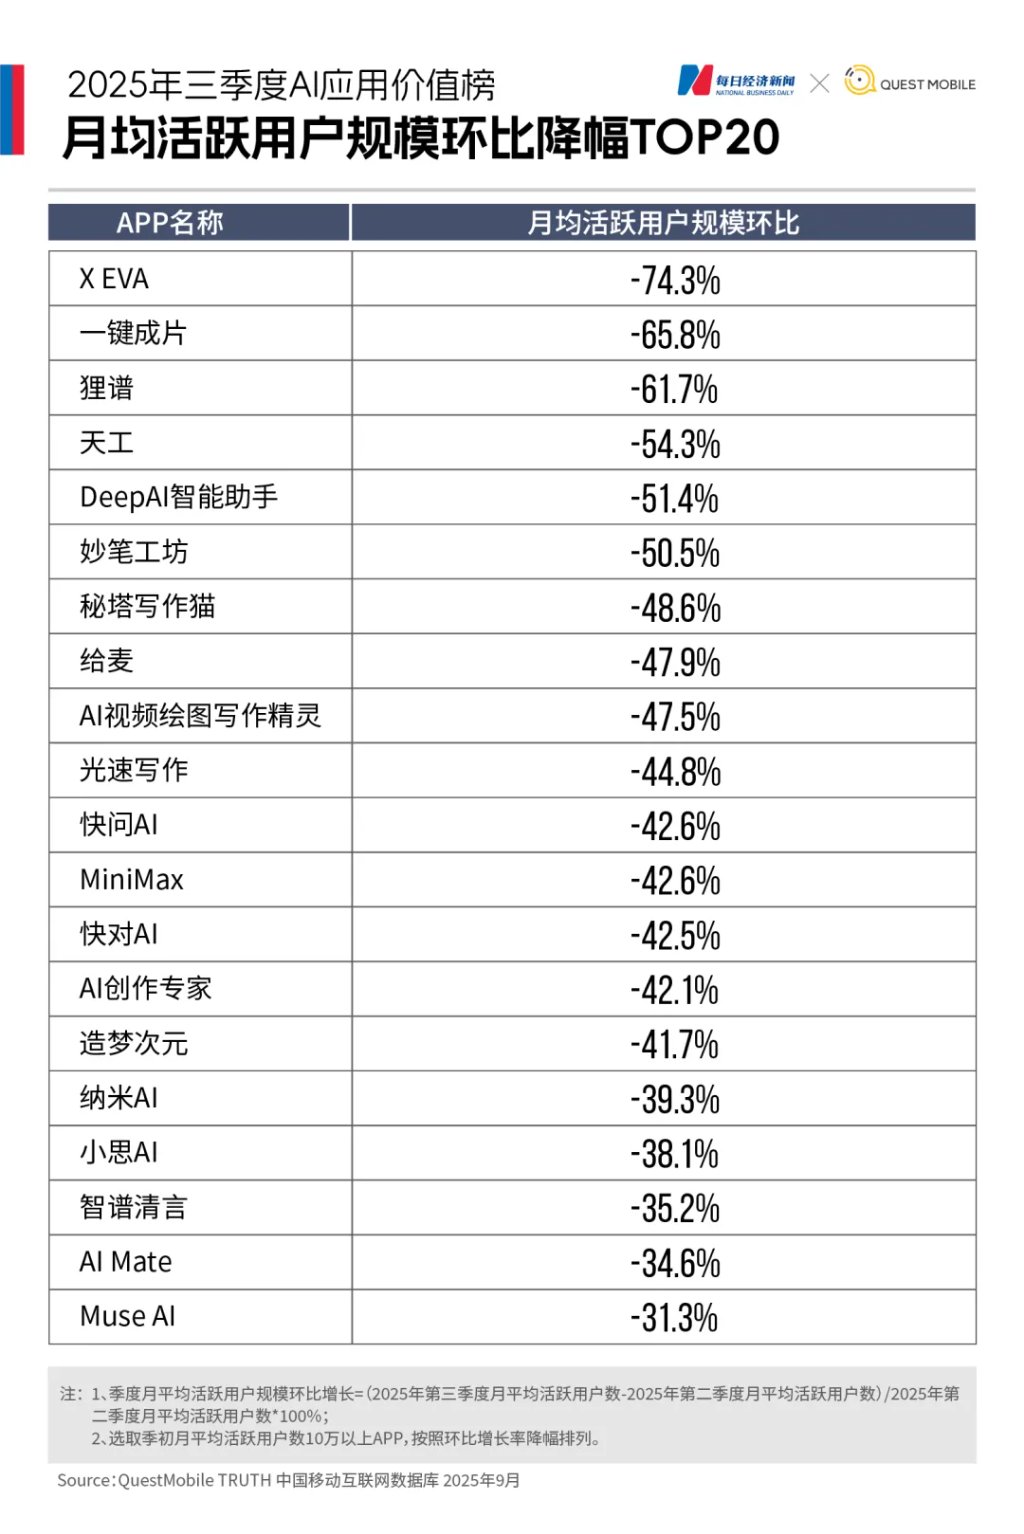 2025年三季度AI应用价值榜
月均活跃用户规模环比降幅TOP20
每日经济新闻
NATIONAL BUSINESS DAILY
QUEST MOBILE
APP名称 月均活跃用户规模环比
X EVA -74.3%
一键成片 -65.8%
狸谱 -61.7%
天工 -54.3%
DeepAI智能助手 -51.4%
妙笔工坊 -50.5%
秘塔写作猫 -48.6%
给麦 -47.9%
AI视频绘图写作精灵 -47.5%
光速写作 -44.8%
快问AI -42.6%
MiniMax -42.6%
快对AI -42.5%
AI创作专家 -42.1%
造梦次元 -41.7%
纳米AI -39.3%
小思AI -38.1%
智谱清言 -35.2%
AI Mate -34.6%
Muse AI -31.3%
注：1、季度月平均活跃用户规模环比增长=（2025年第三季度月平均活跃用户数-2025年第二季度月平均活跃用户数）/2025年第
二季度月平均活跃用户数*100%；
2、选取季初月平均活跃用户数10万以上APP，按照环比增长率降幅排列。
Source：QuestMobile TRUTH 中国移动互联网数据库 2025年9月